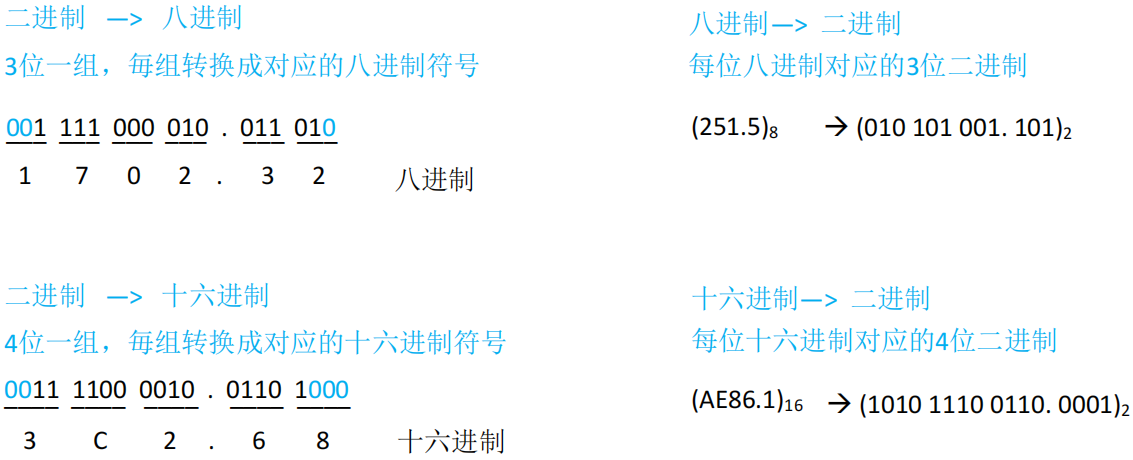 二进制 —> 八进制
3位一组，每组转换成对应的八进制符号
001 111 000 010 . 011 010
1 7 0 2 . 3 2 八进制
八进制—> 二进制
每位八进制对应的3位二进制
(251.5)₈ → (010 101 001. 101)₂
二进制 —> 十六进制
4位一组，每组转换成对应的十六进制符号
0011 1100 0010 . 0110 1000
3 C 2 . 6 8 十六进制
十六进制—> 二进制
每位十六进制对应的4位二进制
(AE86.1)₁₆ → (1010 1110 0110. 0001)₂